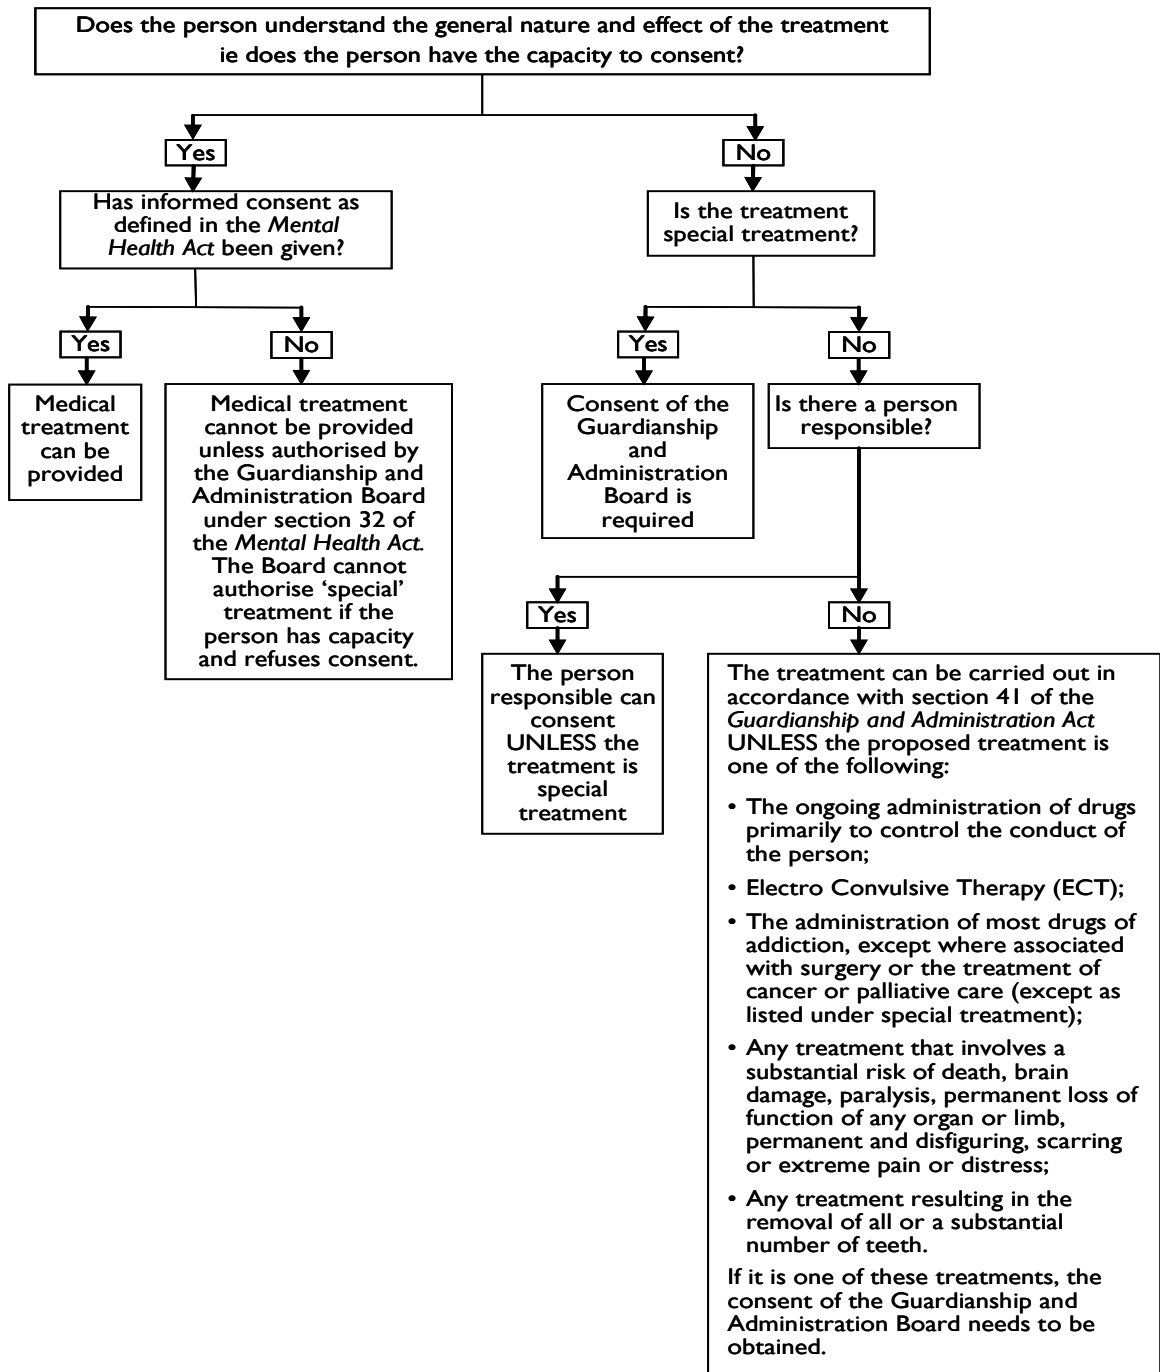 Does the person understand the general nature and effect of the treatment
ie does the person have the capacity to consent?
Yes
No
Has informed consent as
defined in the Mental
Health Act been given?
Is the treatment
special treatment?
Yes
No
Yes
No
Medical
treatment
can be
provided
Medical treatment
cannot be provided
unless authorised by
the Guardianship and
Administration Board
under section 32 of
the Mental Health Act.
The Board cannot
authorise ‘special’
treatment if the
person has capacity
and refuses consent.
Consent of the
Guardianship
and
Administration
Board is
required
Is there a person
responsible?
Yes
No
The person
responsible can
consent
UNLESS the
treatment is
special
treatment
The treatment can be carried out in
accordance with section 41 of the
Guardianship and Administration Act
UNLESS the proposed treatment is
one of the following:
• The ongoing administration of drugs
primarily to control the conduct of
the person;
• Electro Convulsive Therapy (ECT);
• The administration of most drugs of
addiction, except where associated
with surgery or the treatment of
cancer or palliative care (except as
listed under special treatment);
• Any treatment that involves a
substantial risk of death, brain
damage, paralysis, permanent loss of
function of any organ or limb,
permanent and disfiguring, scarring
or extreme pain or distress;
• Any treatment resulting in the
removal of all or a substantial
number of teeth.
If it is one of these treatments, the
consent of the Guardianship and
Administration Board needs to be
obtained.